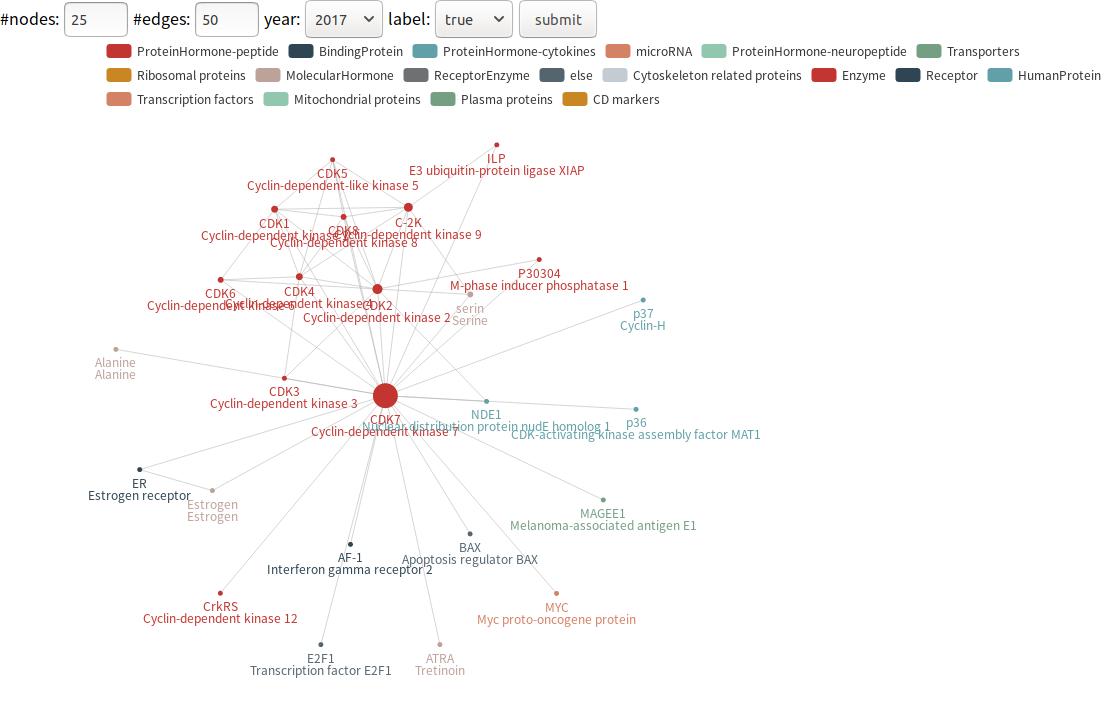 #nodes: 25 #edges: 50 year: 2017 label: true submit
ProteinHormone-peptide BindingProtein ProteinHormone-cytokines microRNA ProteinHormone-neuropeptide Transporters
Ribosomal proteins MolecularHormone ReceptorEnzyme else Cytoskeleton related proteins Enzyme Receptor HumanProtein
Transcription factors Mitochondrial proteins Plasma proteins CD markers
ILP
E3 ubiquitin-protein ligase XIAP
CDK5
Cyclin-dependent-like kinase 5
CDK1
Cyclin-dependent kinase
C-2K
Cyclin-dependent kinase 9
CDK8
Cyclin-dependent kinase 8
P30304
M-phase inducer phosphatase 1
CDK6
Cyclin-dependent kinase 6
CDK4
Cyclin-dependent kinase 4
CDK2
Cyclin-dependent kinase 2
serin
Serine
p37
Cyclin-H
Alanine
Alanine
CDK3
Cyclin-dependent kinase 3
CDK7
Cyclin-dependent kinase 7
NDE1
Nuclear distribution protein nudE homolog 1
p36
CDK-activating kinase assembly factor MAT1
ER
Estrogen receptor
Estrogen
Estrogen
MAGEE1
Melanoma-associated antigen E1
AF-1
Interferon gamma receptor 2
BAX
Apoptosis regulator BAX
CrkRS
Cyclin-dependent kinase 12
MYC
Myc proto-oncogene protein
E2F1
Transcription factor E2F1
ATRA
Tretinoin